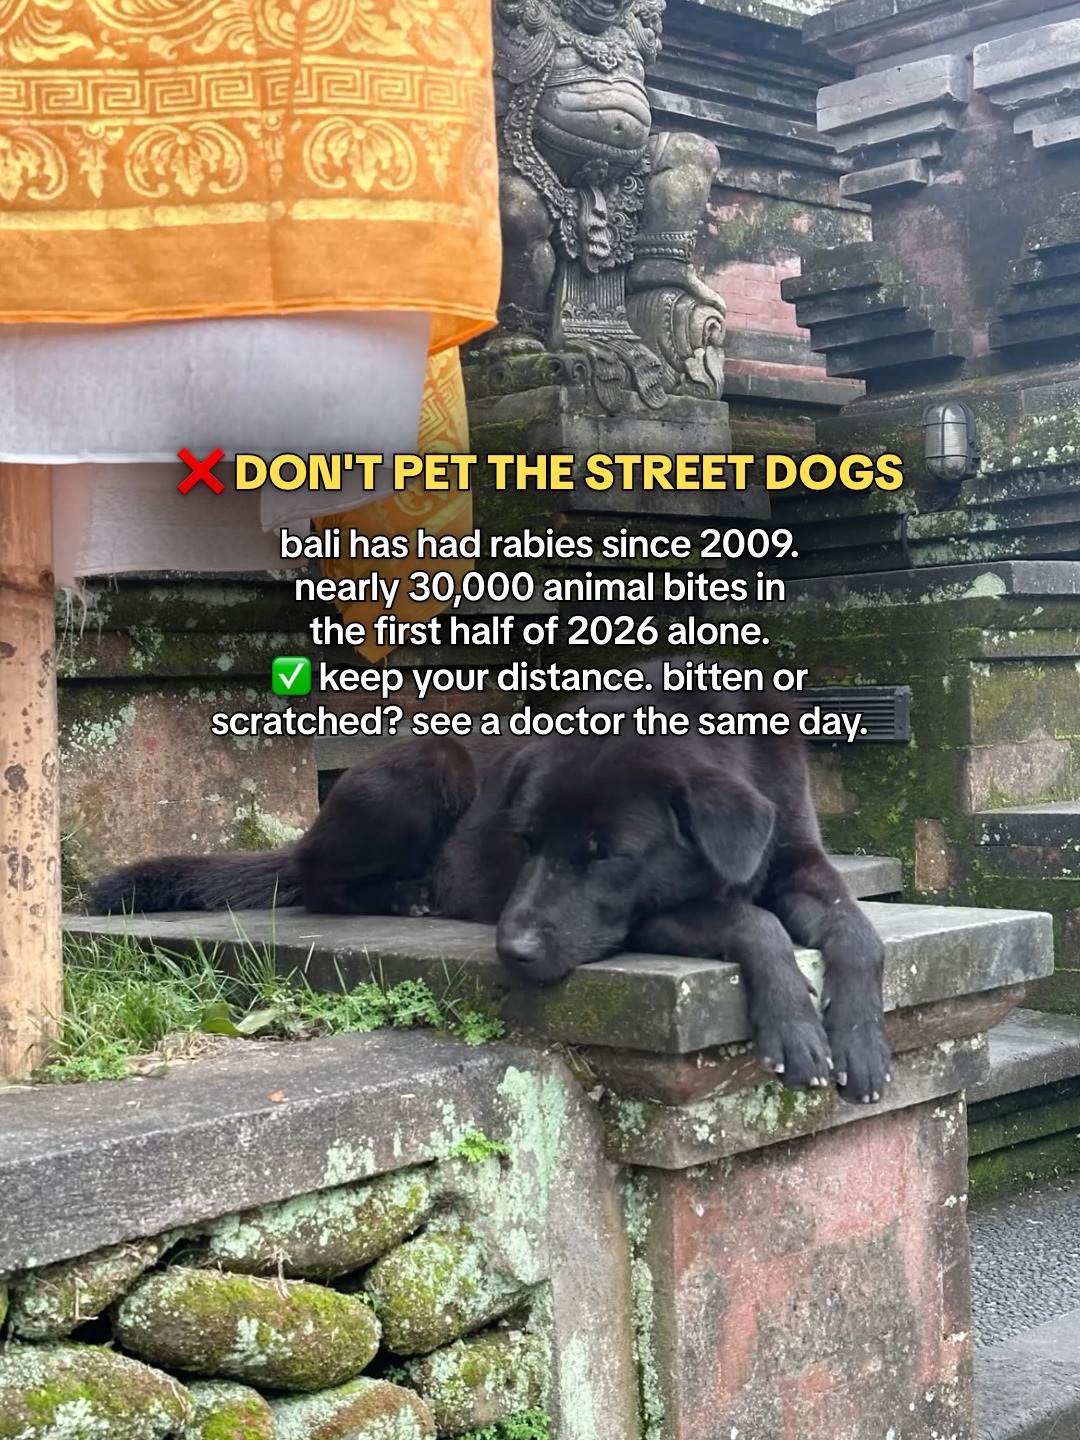 ❌ DON'T PET THE STREET DOGS
bali has had rabies since 2009.
nearly 30,000 animal bites in
the first half of 2026 alone.
✅ keep your distance. bitten or
scratched? see a doctor the same day.